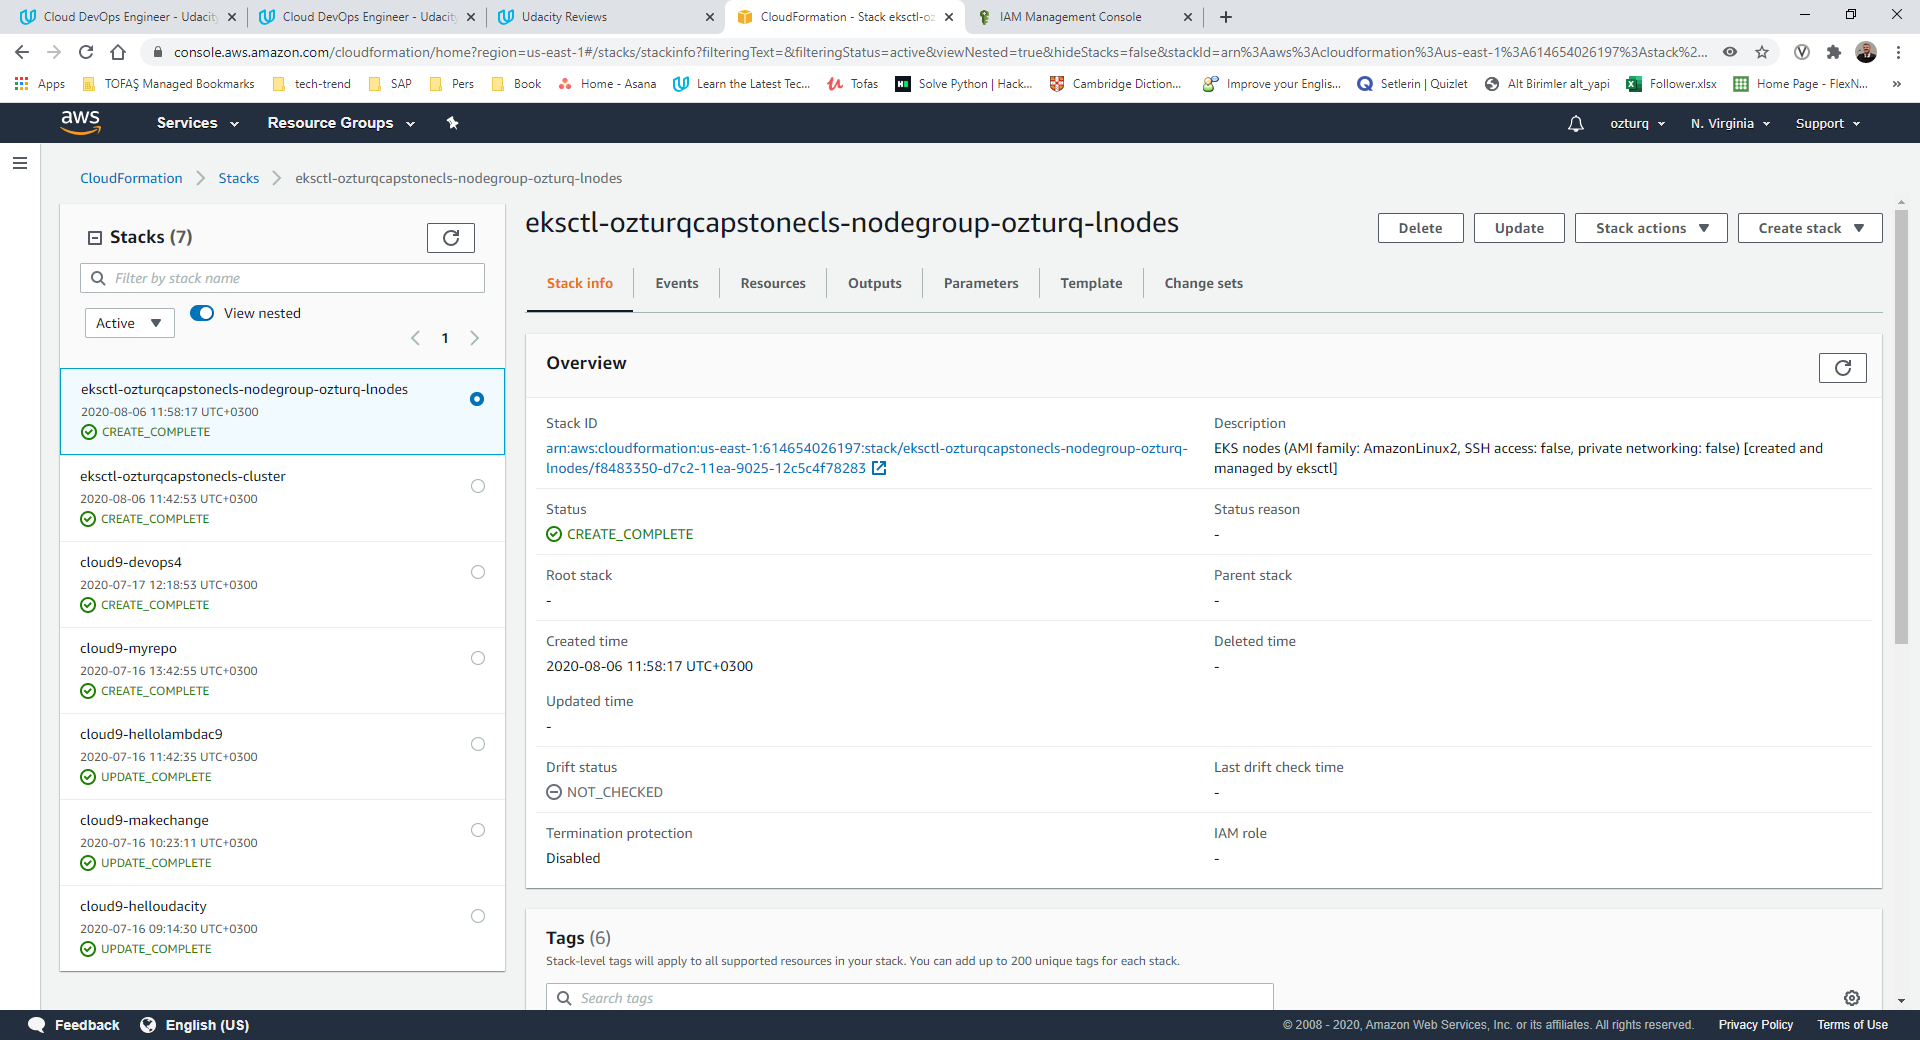 Cloud DevOps Engineer - Udacity
Cloud DevOps Engineer - Udacity
Udacity Reviews
CloudFormation - Stack eksctl-oz
IAM Management Console
console.aws.amazon.com/cloudformation/home?region=us-east-1#/stacks/stackinfo?filteringText=&filteringStatus=active&viewNested=true&hideStacks=false&stackId=arn%3Aaws%3Acloudformation%3Aus-east-1%3A614654026197%3Astack%2...
Apps
TOFAŞ Managed Bookmarks
tech-trend
SAP
Pers
Book
Home - Asana
Learn the Latest Tec...
Tofas
Solve Python | Hack...
Cambridge Diction...
Improve your Englis...
Setlerin | Quizlet
Alt Birimler alt_yapi
Follower.xlsx
Home Page - FlexN...
»
aws
Services
Resource Groups
ozturq
N. Virginia
Support
CloudFormation
Stacks
eksctl-ozturqcapstonecls-nodegroup-ozturq-lnodes
Stacks (7)
Filter by stack name
Active
View nested
1
eksctl-ozturqcapstonecls-nodegroup-ozturq-lnodes
2020-08-06 11:58:17 UTC+0300
CREATE_COMPLETE
eksctl-ozturqcapstonecls-cluster
2020-08-06 11:42:53 UTC+0300
CREATE_COMPLETE
cloud9-devops4
2020-07-17 12:18:53 UTC+0300
CREATE_COMPLETE
cloud9-myrepo
2020-07-16 13:42:55 UTC+0300
CREATE_COMPLETE
cloud9-hellolambdac9
2020-07-16 11:42:35 UTC+0300
UPDATE_COMPLETE
cloud9-makechange
2020-07-16 10:23:11 UTC+0300
UPDATE_COMPLETE
cloud9-helloudacity
2020-07-16 09:14:30 UTC+0300
UPDATE_COMPLETE
eksctl-ozturqcapstonecls-nodegroup-ozturq-lnodes
Delete
Update
Stack actions
Create stack
Stack info
Events
Resources
Outputs
Parameters
Template
Change sets
Overview
Stack ID
arn:aws:cloudformation:us-east-1:614654026197:stack/eksctl-ozturqcapstonecls-nodegroup-ozturq-
lnodes/f8483350-d7c2-11ea-9025-12c5c4f78283
Description
EKS nodes (AMI family: AmazonLinux2, SSH access: false, private networking: false) [created and
managed by eksctl]
Status
CREATE_COMPLETE
Status reason
-
Root stack
-
Parent stack
-
Created time
2020-08-06 11:58:17 UTC+0300
Deleted time
-
Updated time
-
Drift status
NOT_CHECKED
Last drift check time
-
Termination protection
Disabled
IAM role
-
Tags (6)
Stack-level tags will apply to all supported resources in your stack. You can add up to 200 unique tags for each stack.
Search tags
Feedback
English (US)
© 2008 - 2020, Amazon Web Services, Inc. or its affiliates. All rights reserved.
Privacy Policy
Terms of Use